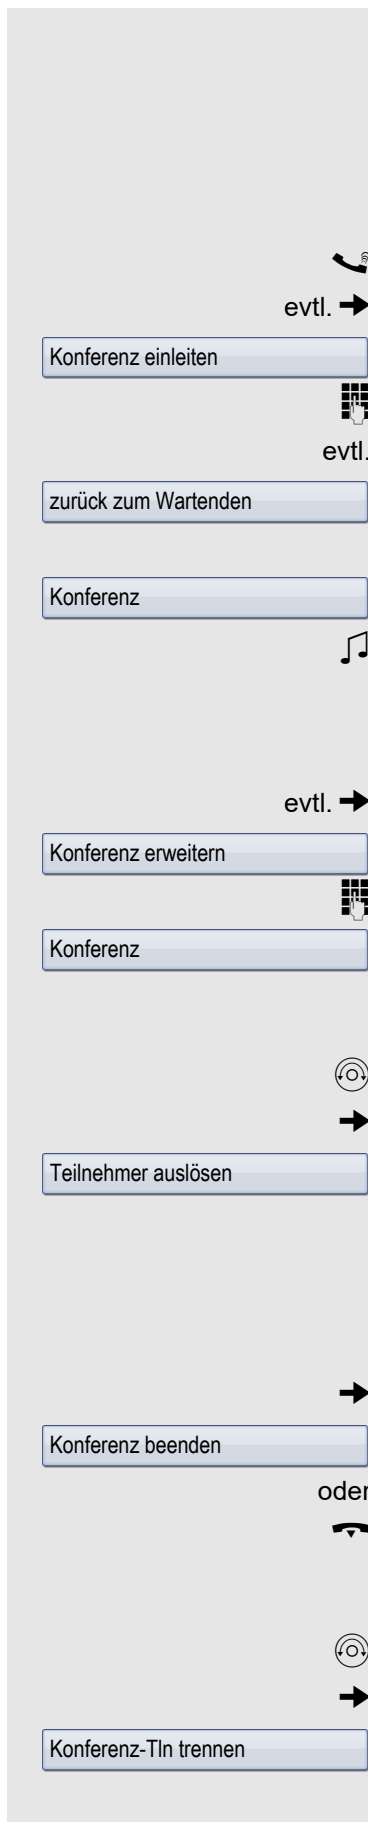 evtl.
Konferenz einleiten
evtl.
zurück zum Wartenden
Konferenz
evtl.
Konferenz erweitern
Konferenz
Teilnehmer auslösen
Konferenz beenden
oder
Konferenz-Tln trennen